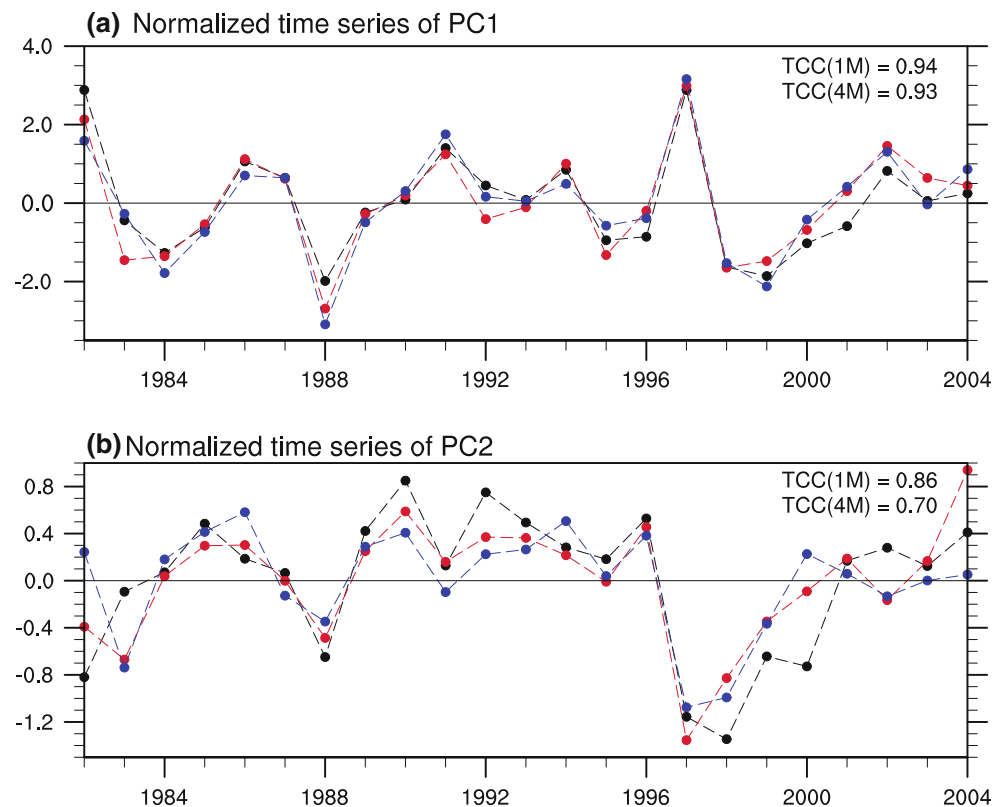 (a) Normalized time series of PC1
TCC(1M) = 0.94
TCC(4M) = 0.93
4.0
2.0
0.0
-2.0
1984 1988 1992 1996 2000 2004
(b) Normalized time series of PC2
TCC(1M) = 0.86
TCC(4M) = 0.70
0.8
0.4
0.0
-0.4
-0.8
-1.2
1984 1988 1992 1996 2000 2004